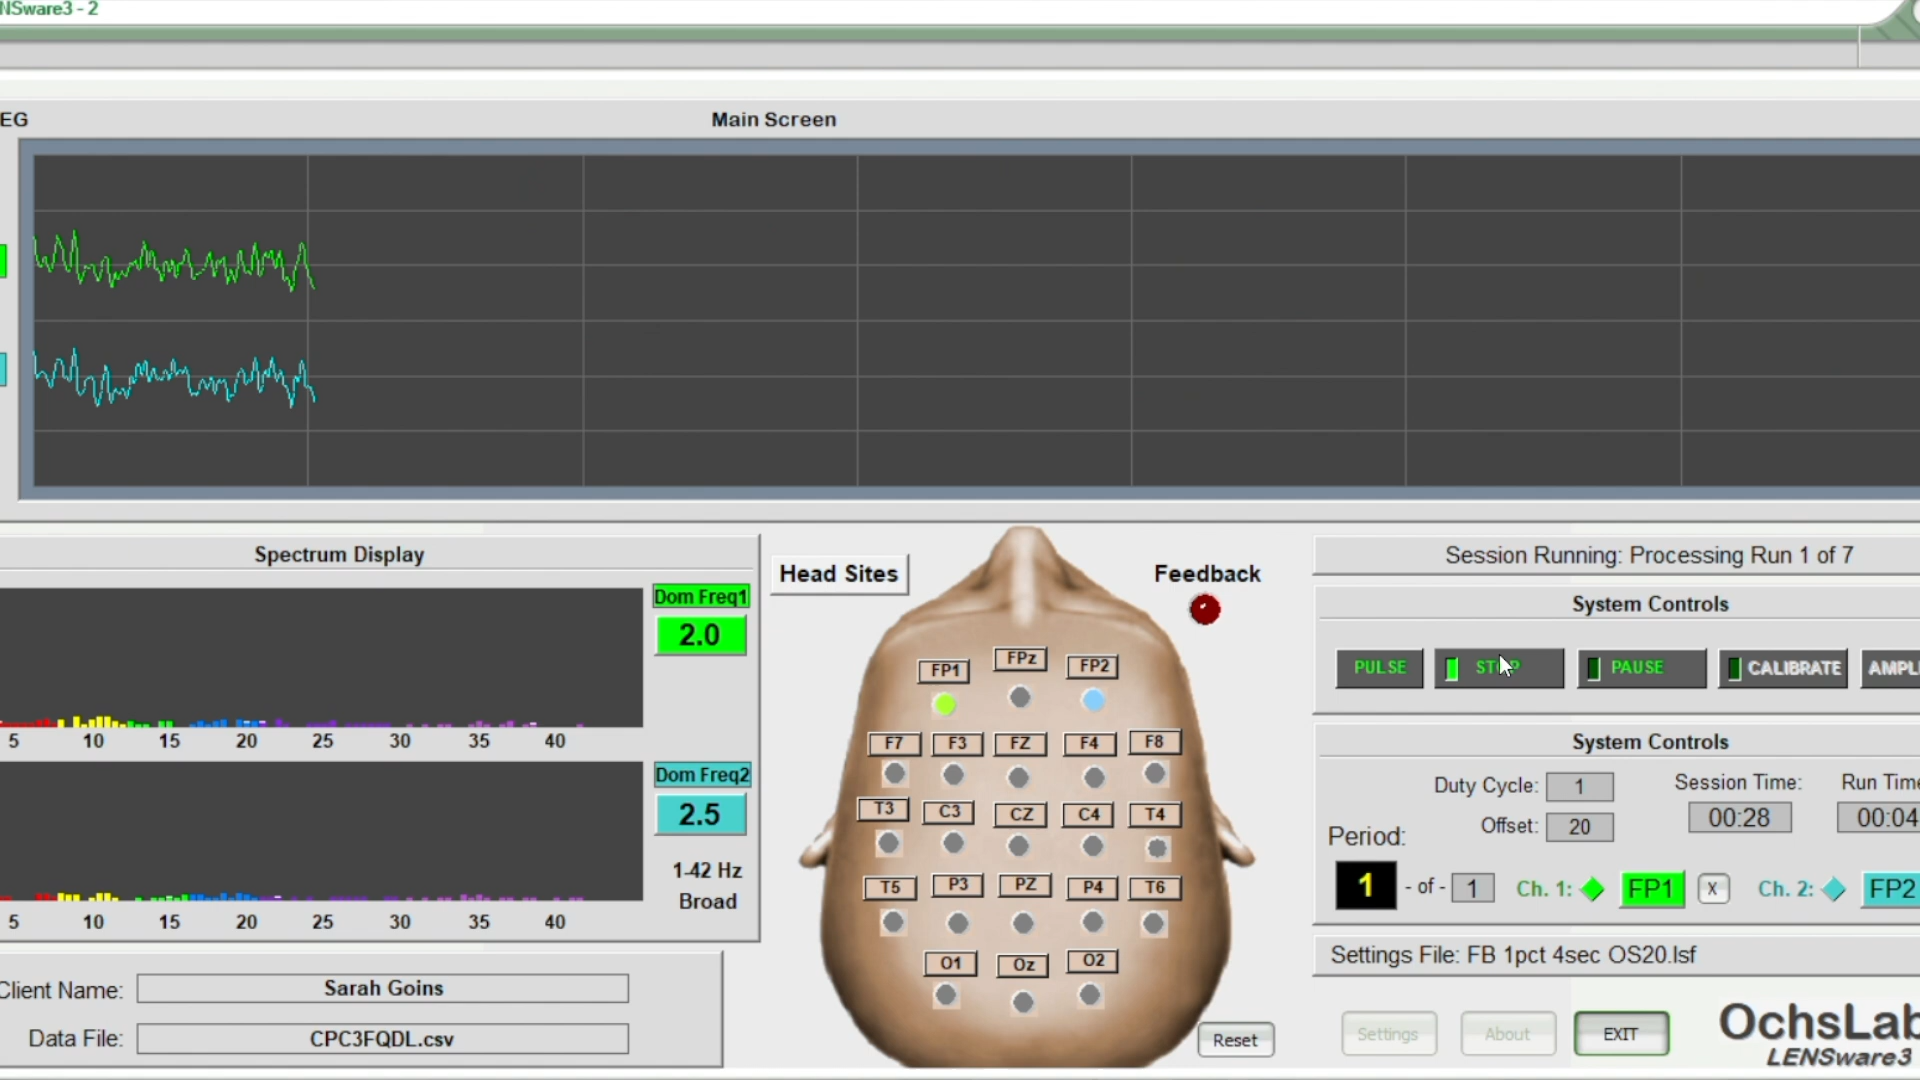 NSware3 - 2
EG
Main Screen
Spectrum Display
Dom Freq1
2.0
5 10 15 20 25 30 35 40
Dom Freq2
2.5
1-42 Hz
Broad
5 10 15 20 25 30 35 40
Client Name: Sarah Goins
Data File: CPC3FQDL.csv
Head Sites
Feedback
FP1 FPz FP2
F7 F3 FZ F4 F8
T3 C3 CZ C4 T4
T5 P3 PZ P4 T6
O1 Oz O2
Reset
Session Running: Processing Run 1 of 7
System Controls
PULSE STOP PAUSE CALIBRATE AMPLI
System Controls
Duty Cycle: 1
Offset: 20
Session Time: Run Time
00:28 00:04
Period:
1 - of - 1 Ch. 1: FP1 X Ch. 2: FP2
Settings File: FB 1pct 4sec OS20.lsf
Settings About EXIT
OchsLab
LENSware3